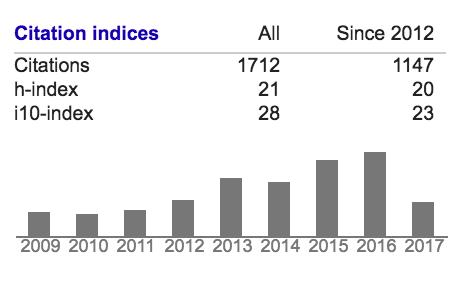 Citation indices All Since 2012
Citations 1712 1147
h-index 21 20
i10-index 28 23
2009 2010 2011 2012 2013 2014 2015 2016 2017